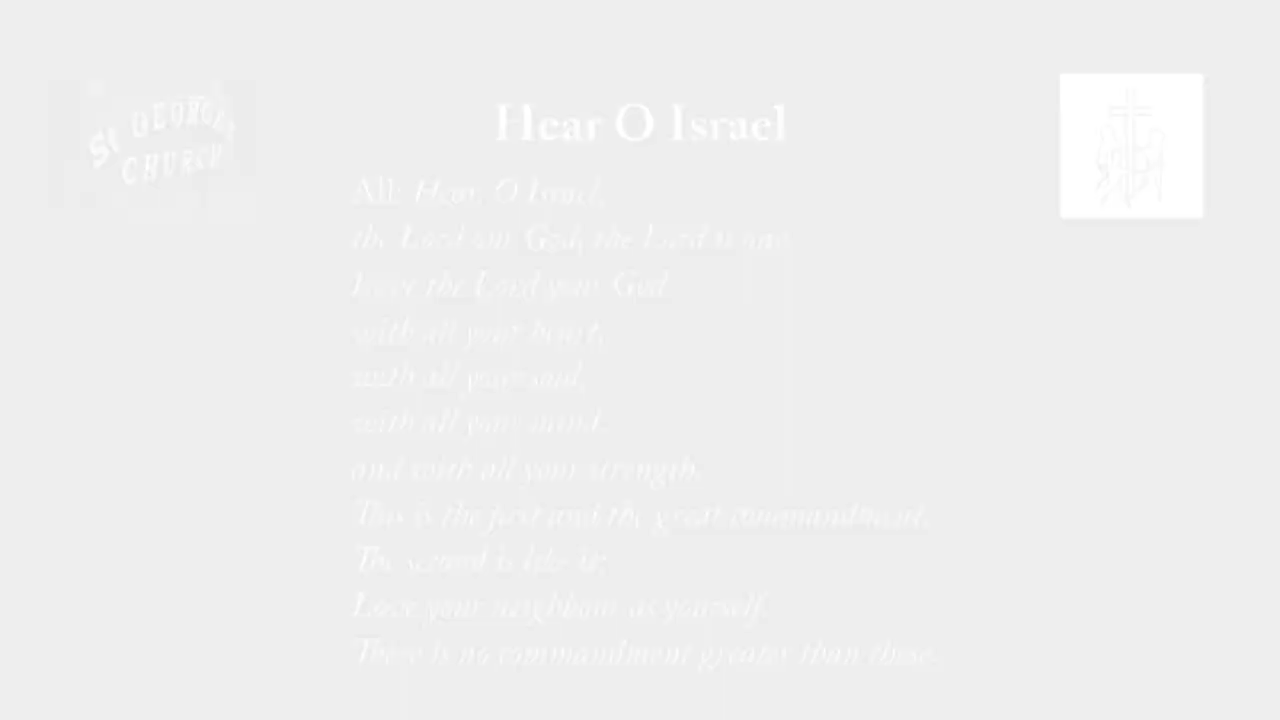 St GEORGE'S
CHURCH
Hear O Israel
All: Hear, O Israel,
the Lord our God, the Lord is one.
Love the Lord your God
with all your heart,
with all your soul,
with all your mind,
and with all your strength.
This is the first and the great commandment.
The second is like it:
Love your neighbour as yourself.
There is no commandment greater than these.